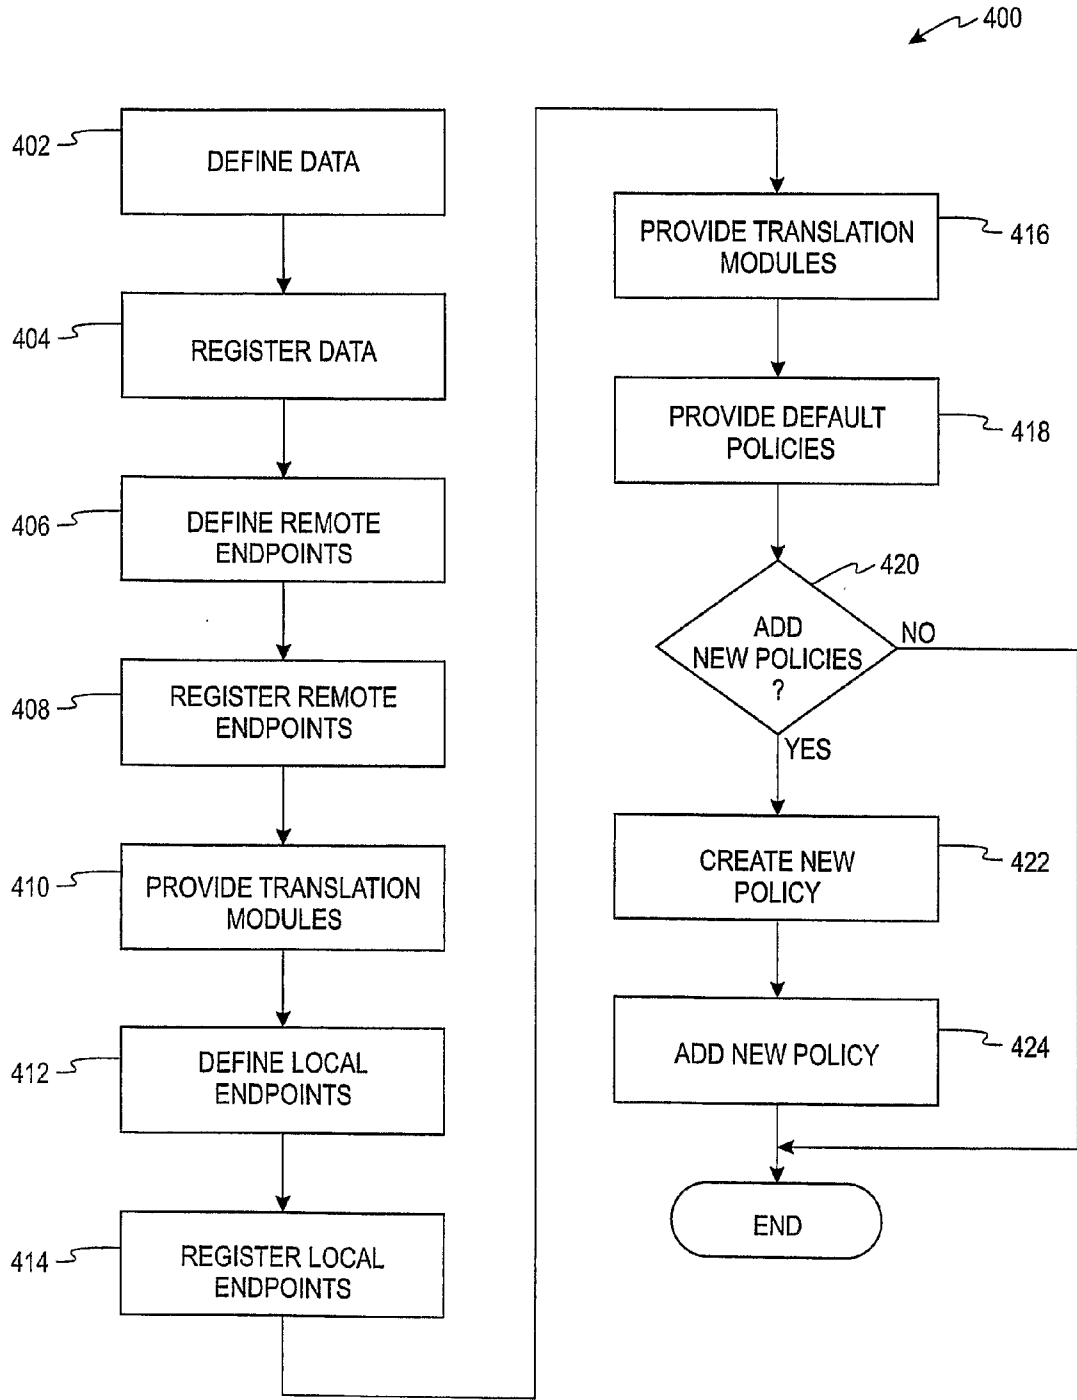 400
402
DEFINE DATA
404
REGISTER DATA
406
DEFINE REMOTE
ENDPOINTS
408
REGISTER REMOTE
ENDPOINTS
410
PROVIDE TRANSLATION
MODULES
412
DEFINE LOCAL
ENDPOINTS
414
REGISTER LOCAL
ENDPOINTS
PROVIDE TRANSLATION
MODULES
416
PROVIDE DEFAULT
POLICIES
418
420
ADD
NEW POLICIES
?
NO
YES
CREATE NEW
POLICY
422
ADD NEW POLICY
424
END